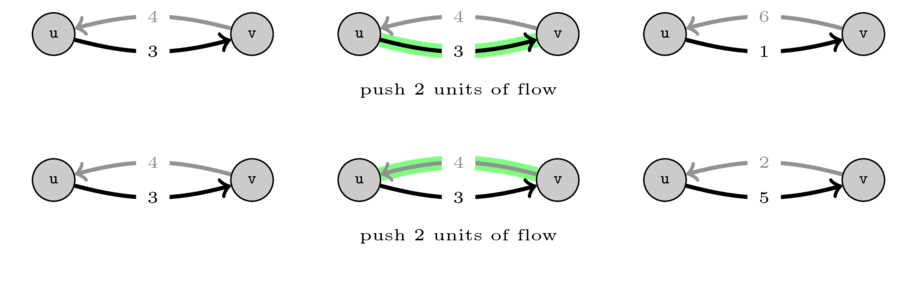 4 4 6
u v u v u v
3 3 1
push 2 units of flow
4 4 2
u v u v u v
3 3 5
push 2 units of flow